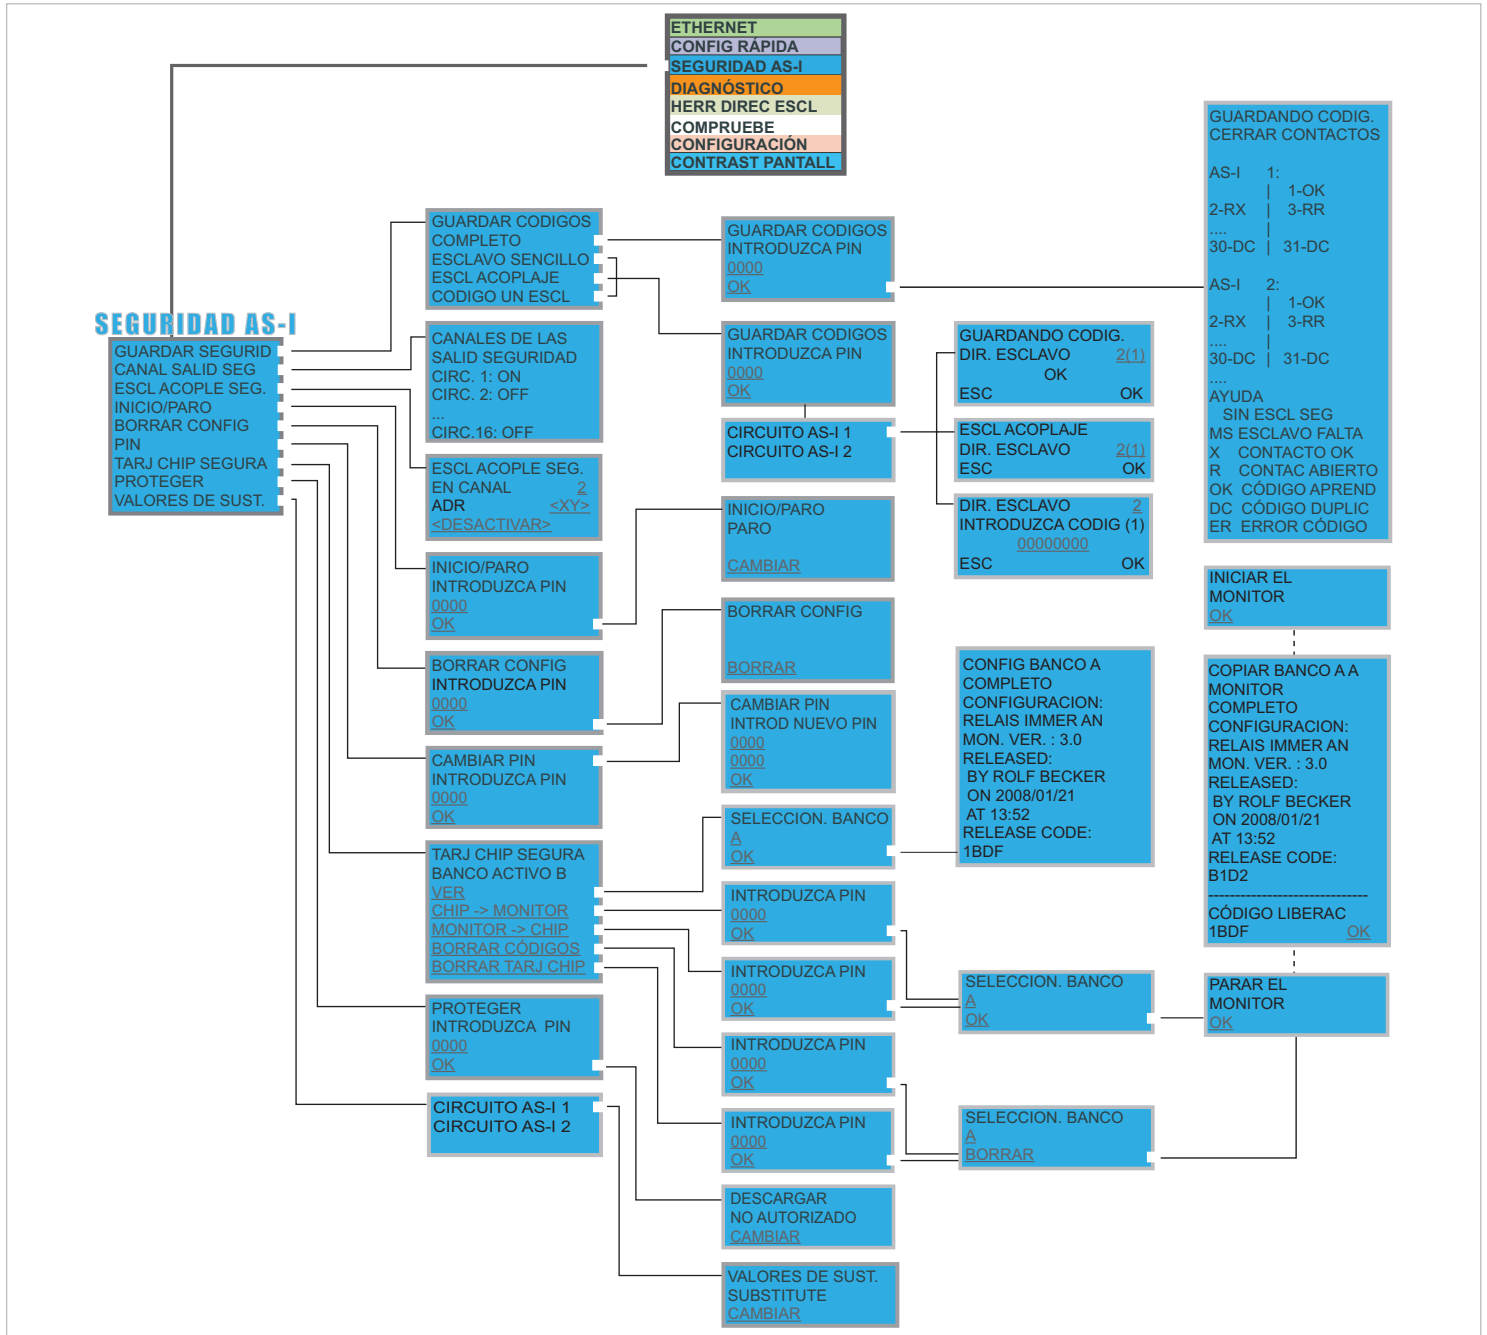 ETHERNET
CONFIG RÁPIDA
SEGURIDAD AS-I
DIAGNÓSTICO
HERR DIREC ESCL
COMPRUEBE
CONFIGURACIÓN
CONTRAST PANTALL
SEGURIDAD AS-I
GUARDAR SEGURID
CANAL SALID SEG
ESCL ACOPLE SEG.
INICIO/PARO
BORRAR CONFIG
PIN
TARJ CHIP SEGURA
PROTEGER
VALORES DE SUST.
GUARDAR CODIGOS
COMPLETO
ESCLAVO SENCILLO
ESCL ACOPLAJE
CODIGO UN ESCL
CANALES DE LAS
SALID SEGURIDAD
CIRC. 1: ON
CIRC. 2: OFF
...
CIRC.16: OFF
ESCL ACOPLE SEG.
EN CANAL 2
ADR <XY>
<DESACTIVAR>
INICIO/PARO
INTRODUZCA PIN
0000
OK
BORRAR CONFIG
INTRODUZCA PIN
0000
OK
CAMBIAR PIN
INTRODUZCA PIN
0000
OK
TARJ CHIP SEGURA
BANCO ACTIVO B
VER
CHIP -> MONITOR
MONITOR -> CHIP
BORRAR CÓDIGOS
BORRAR TARJ CHIP
PROTEGER
INTRODUZCA PIN
0000
OK
CIRCUITO AS-I 1
CIRCUITO AS-I 2
GUARDAR CODIGOS
INTRODUZCA PIN
0000
OK
GUARDAR CODIGOS
INTRODUZCA PIN
0000
OK
CIRCUITO AS-I 1
CIRCUITO AS-I 2
INICIO/PARO
PARO
CAMBIAR
BORRAR CONFIG
BORRAR
CAMBIAR PIN
INTROD NUEVO PIN
0000
0000
OK
SELECCION. BANCO
A
OK
INTRODUZCA PIN
0000
OK
INTRODUZCA PIN
0000
OK
INTRODUZCA PIN
0000
OK
INTRODUZCA PIN
0000
OK
DESCARGAR
NO AUTORIZADO
CAMBIAR
VALORES DE SUST.
SUBSTITUTE
CAMBIAR
GUARDANDO CODIG.
DIR. ESCLAVO 2(1)
OK
ESC OK
ESCL ACOPLAJE
DIR. ESCLAVO 2(1)
ESC OK
DIR. ESCLAVO 2
INTRODUZCA CODIG (1)
00000000
ESC OK
CONFIG BANCO A
COMPLETO
CONFIGURACION:
RELAIS IMMER AN
MON. VER. : 3.0
RELEASED:
BY ROLF BECKER
ON 2008/01/21
AT 13:52
RELEASE CODE:
1BDF
SELECCION. BANCO
A
OK
SELECCION. BANCO
A
BORRAR
GUARDANDO CODIG.
CERRAR CONTACTOS
AS-I 1:
| 1-OK
2-RX | 3-RR
.... |
30-DC | 31-DC
AS-I 2:
| 1-OK
2-RX | 3-RR
.... |
30-DC | 31-DC
....
AYUDA
SIN ESCL SEG
MS ESCLAVO FALTA
X CONTACTO OK
R CONTAC ABIERTO
OK CÓDIGO APREND
DC CÓDIGO DUPLIC
ER ERROR CÓDIGO
INICIAR EL
MONITOR
OK
COPIAR BANCO A A
MONITOR
COMPLETO
CONFIGURACION:
RELAIS IMMER AN
MON. VER. : 3.0
RELEASED:
BY ROLF BECKER
ON 2008/01/21
AT 13:52
RELEASE CODE:
B1D2
------------------------------
CÓDIGO LIBERAC
1BDF OK
PARAR EL
MONITOR
OK